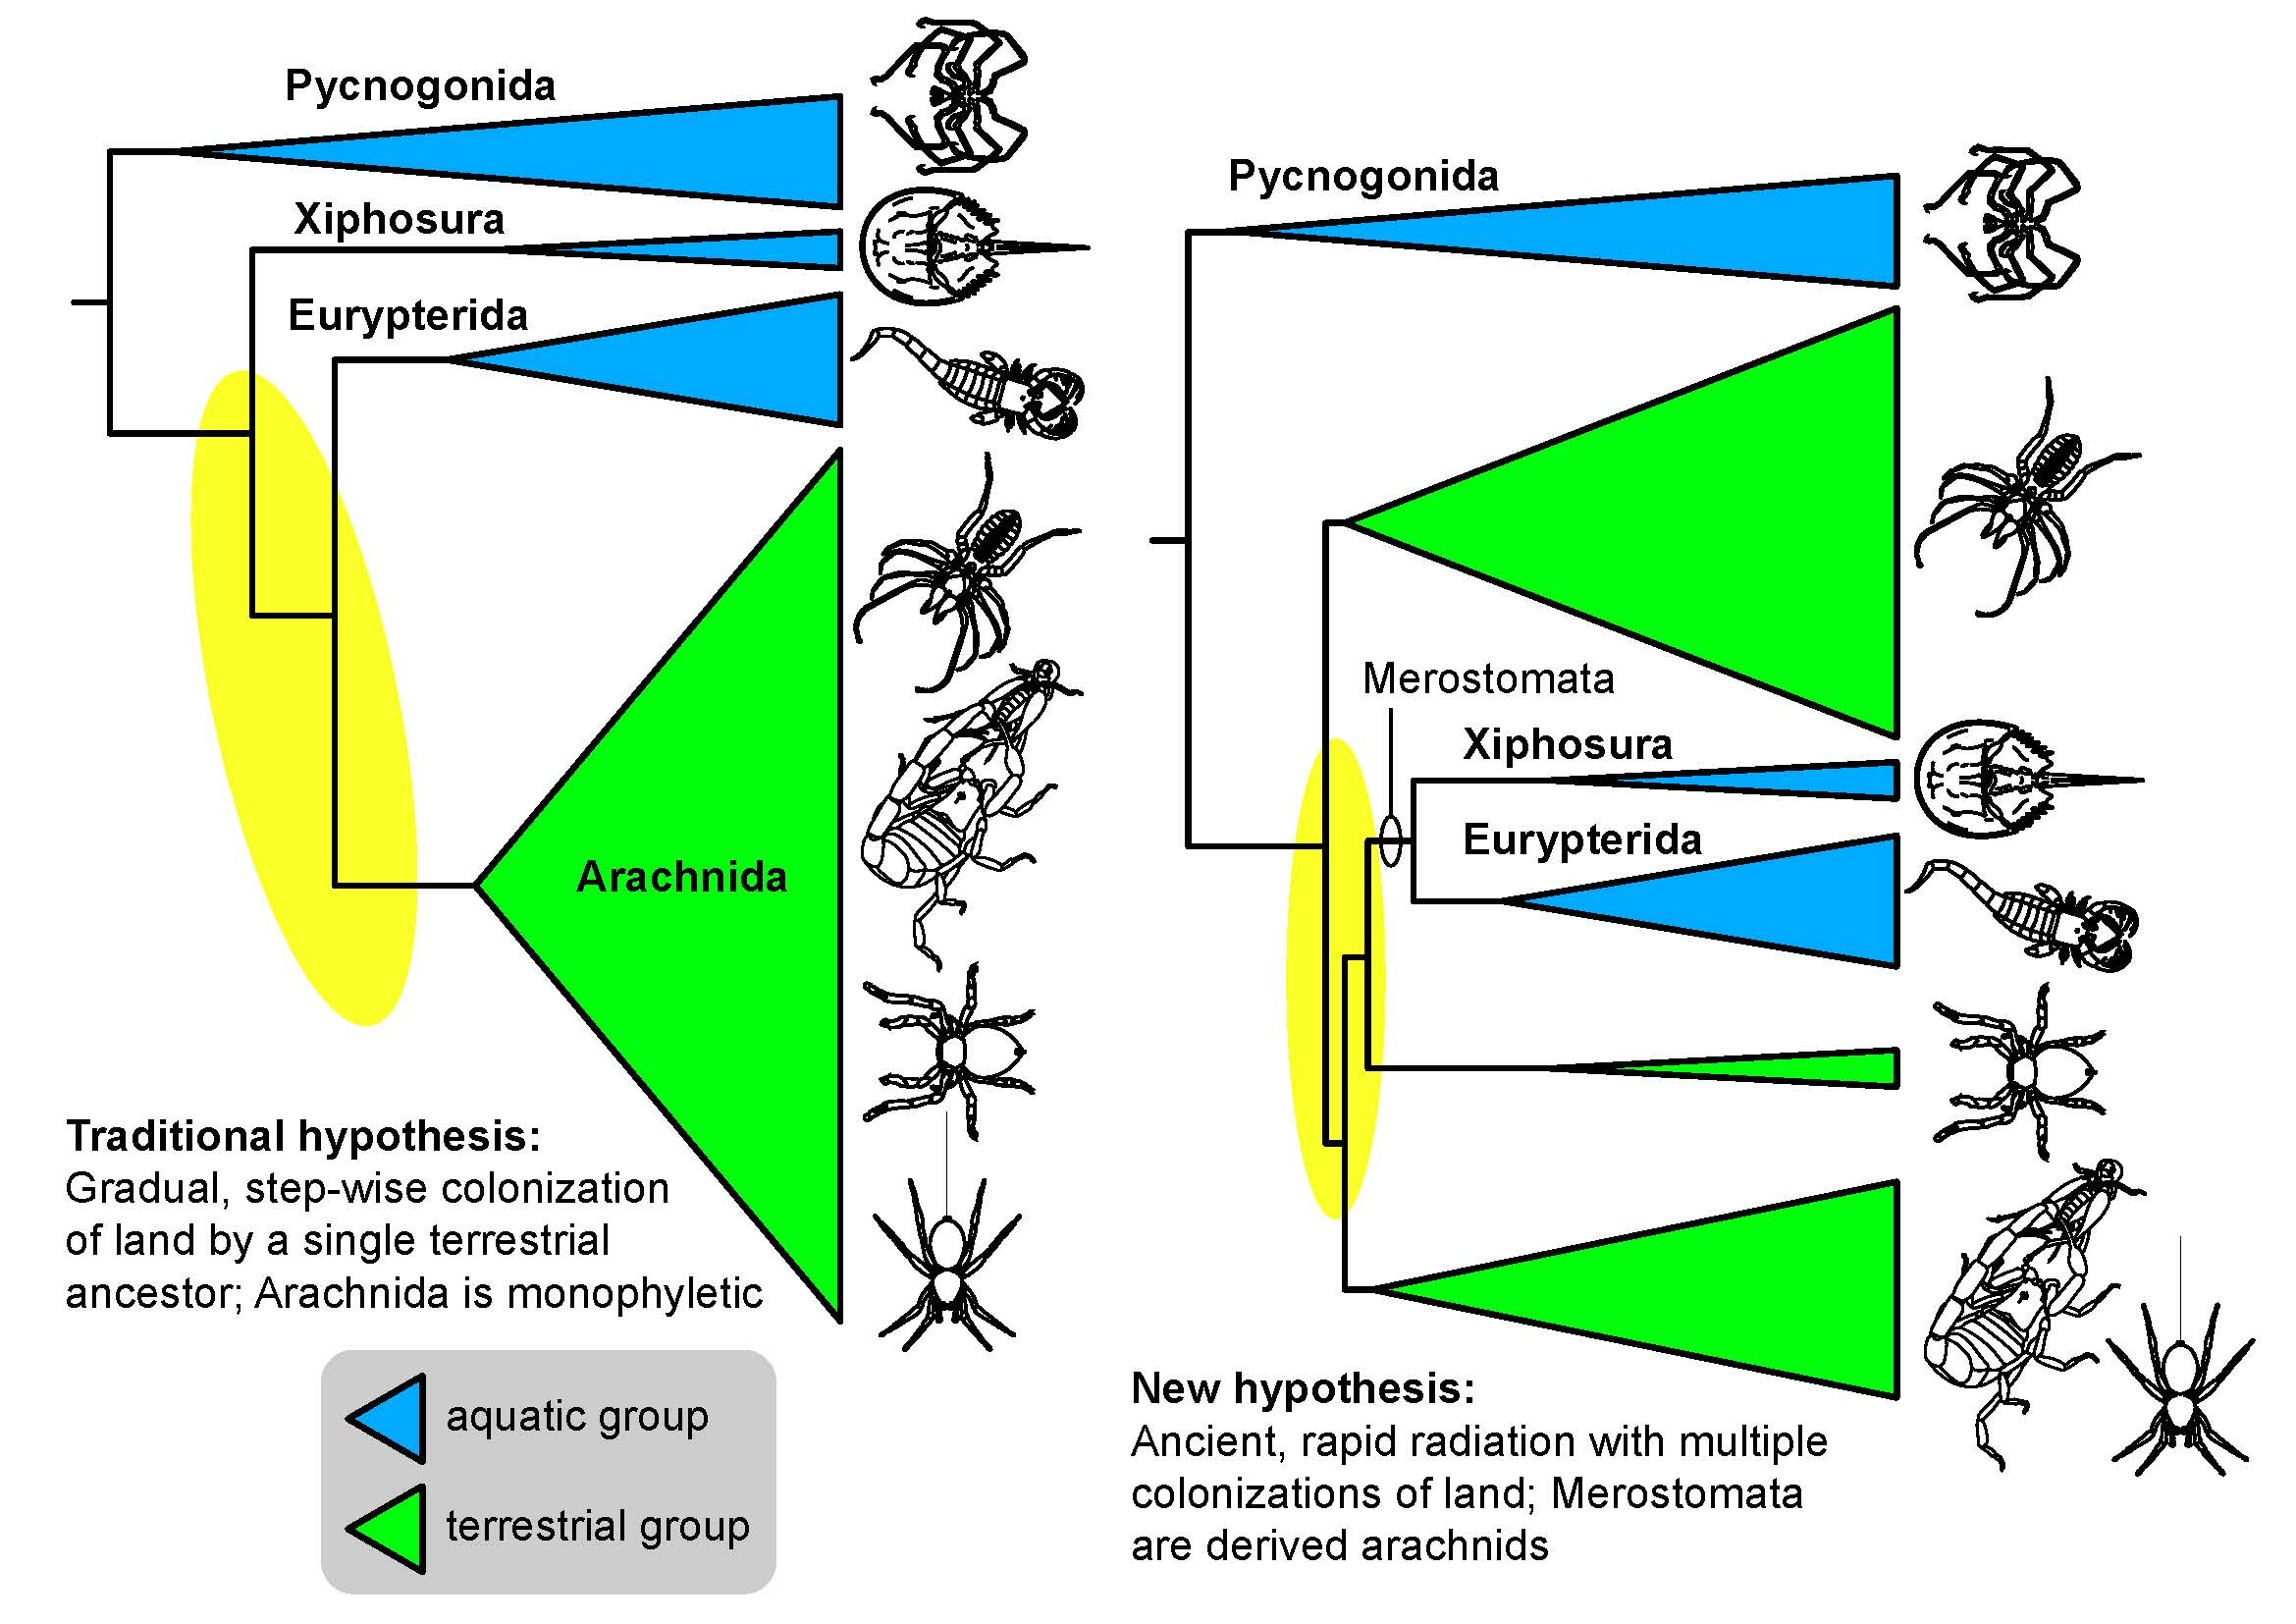 Pycnogonida
Xiphosura
Eurypterida
Arachnida
Traditional hypothesis:
Gradual, step-wise colonization
of land by a single terrestrial
ancestor; Arachnida is monophyletic
aquatic group
terrestrial group
Pycnogonida
Merostomata
Xiphosura
Eurypterida
New hypothesis:
Ancient, rapid radiation with multiple
colonizations of land; Merostomata
are derived arachnids